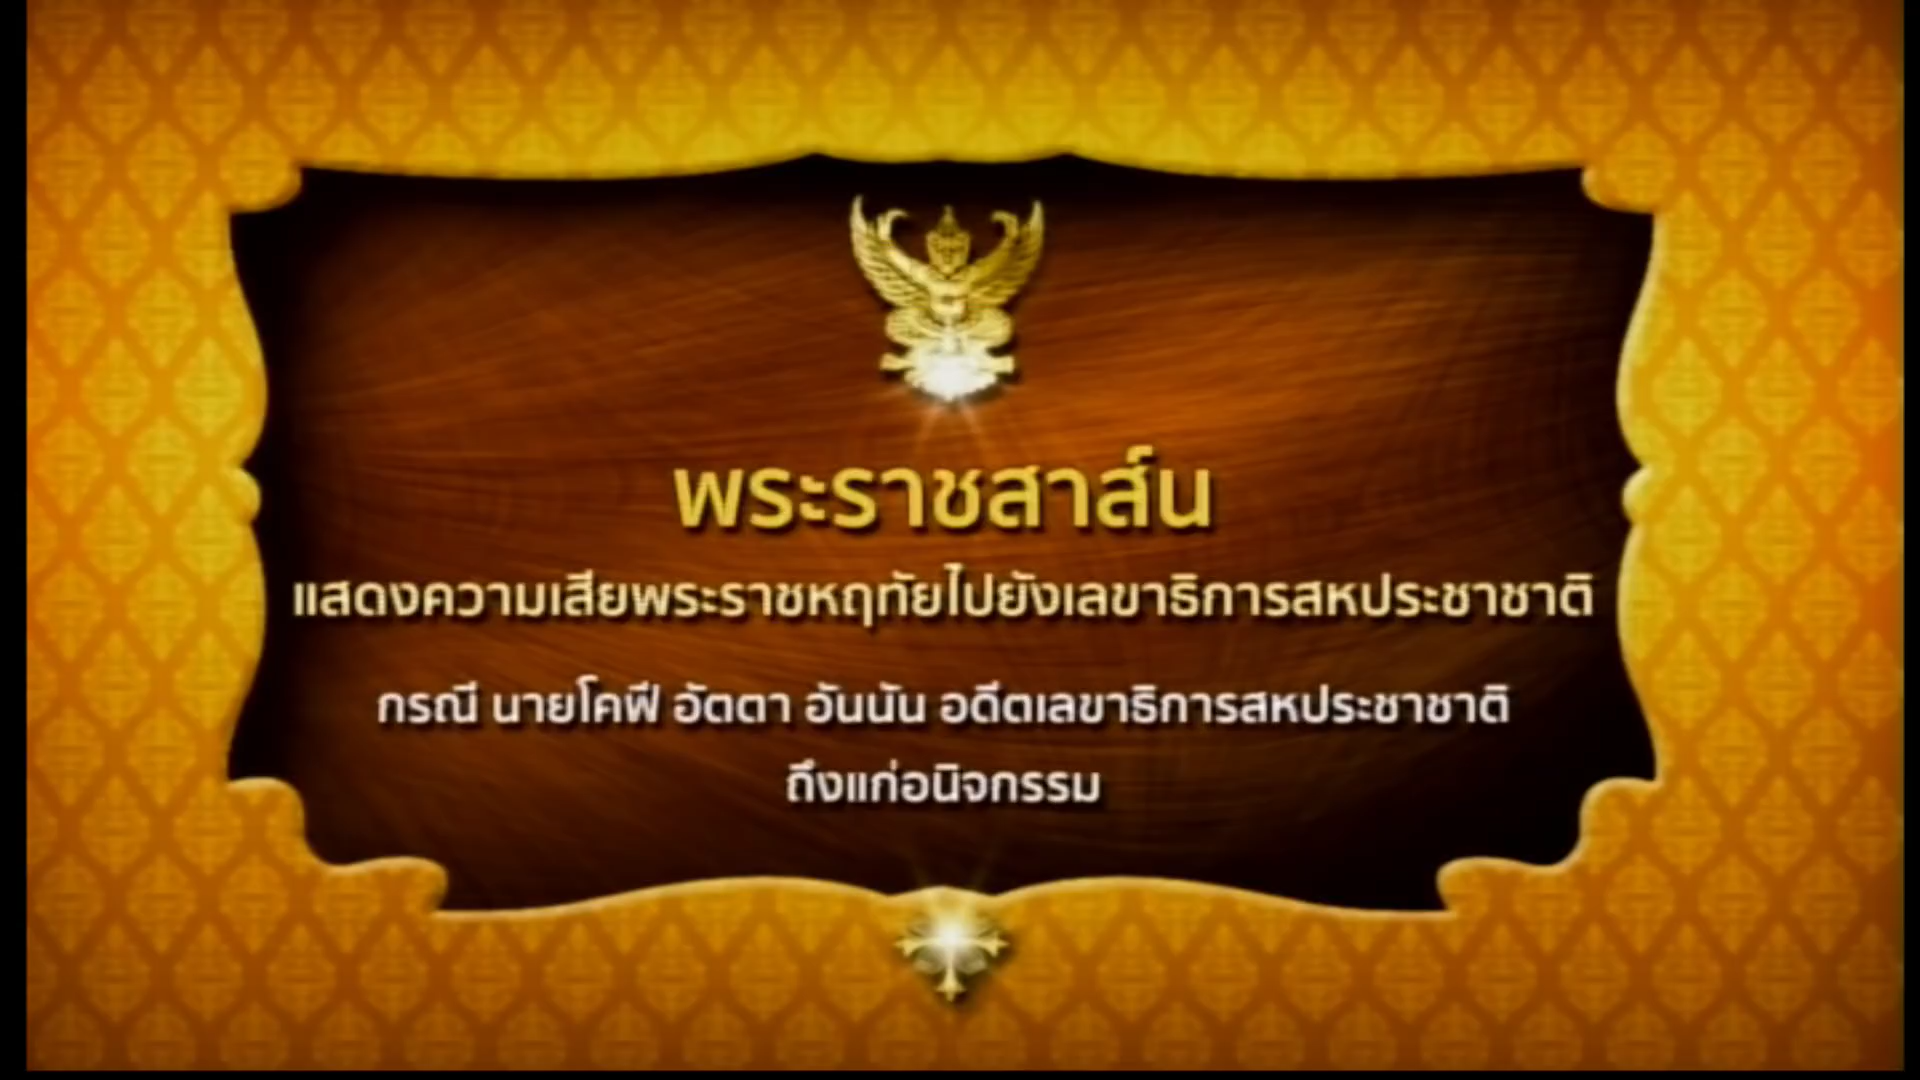 พระราชสาส์น
แสดงความเสียพระราชหฤทัยไปยังเลขาธิการสหประชาชาติ
กรณี นายโคฟี อัตตา อันนัน อดีตเลขาธิการสหประชาชาติ
ถึงแก่อนิจกรรม